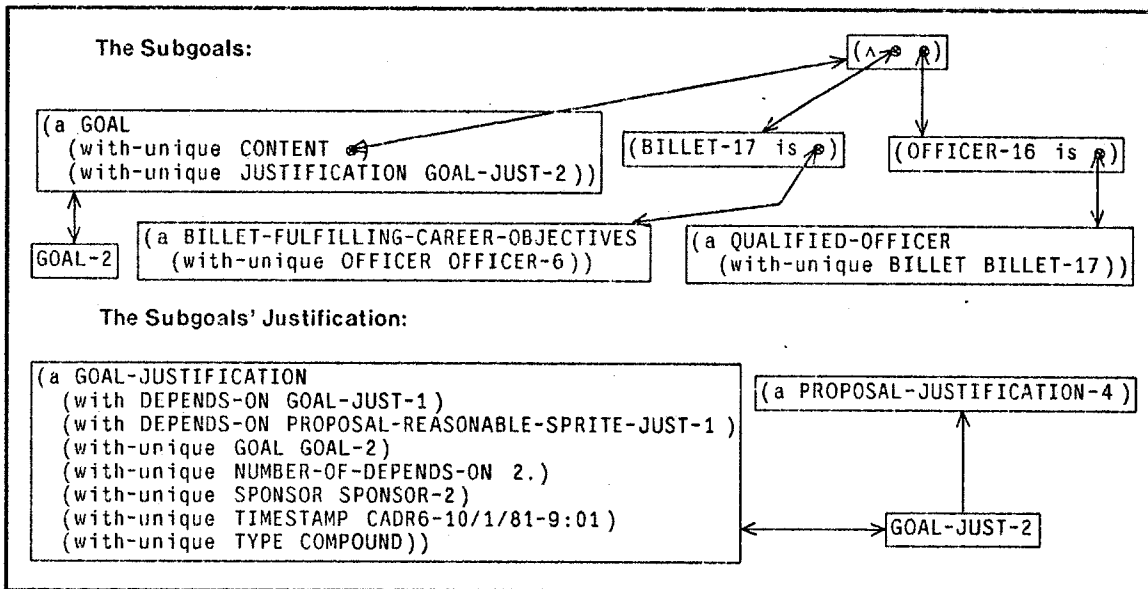 The Subgoals:
(∧ )
(a GOAL
(with-unique CONTENT )
(with-unique JUSTIFICATION GOAL-JUST-2))
(BILLET-17 is )
(OFFICER-16 is )
GOAL-2
(a BILLET-FULFILLING-CAREER-OBJECTIVES
(with-unique OFFICER OFFICER-6))
(a QUALIFIED-OFFICER
(with-unique BILLET BILLET-17))
The Subgoals' Justification:
(a GOAL-JUSTIFICATION
(with DEPENDS-ON GOAL-JUST-1)
(with DEPENDS-ON PROPOSAL-REASONABLE-SPRITE-JUST-1)
(with-unique GOAL GOAL-2)
(with-unique NUMBER-OF-DEPENDS-ON 2.)
(with-unique SPONSOR SPONSOR-2)
(with-unique TIMESTAMP CADR6-10/1/81-9:01)
(with-unique TYPE COMPOUND))
(a PROPOSAL-JUSTIFICATION-4)
GOAL-JUST-2